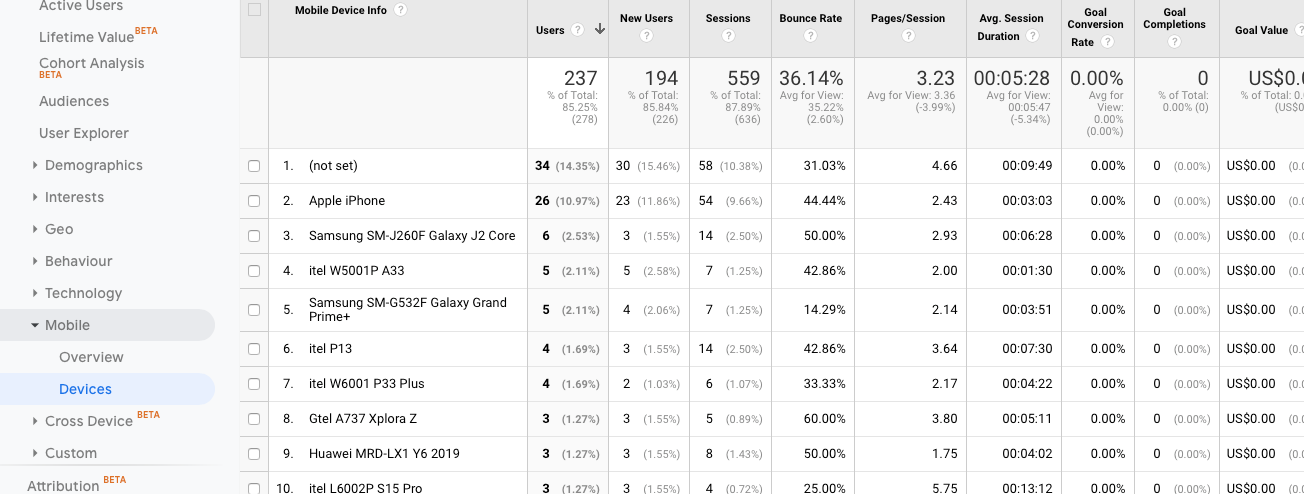 Active Users
Lifetime Value BETA
Cohort Analysis
BETA
Audiences
User Explorer
Demographics
Interests
Geo
Behaviour
Technology
Mobile
Overview
Devices
Cross Device BETA
Custom
Attribution BETA
Mobile Device Info ?
Users ?
New Users ?
Sessions ?
Bounce Rate ?
Pages/Session ?
Avg. Session Duration ?
Goal Conversion Rate ?
Goal Completions ?
Goal Value ?
237 % of Total: 85.25% (278)
194 % of Total: 85.84% (226)
559 % of Total: 87.89% (636)
36.14% Avg for View: 35.22% (2.60%)
3.23 Avg for View: 3.36 (-3.99%)
00:05:28 Avg for View: 00:05:47 (-5.34%)
0.00% Avg for View: 0.00% (0.00%)
0 % of Total: 0.00% (0)
US$0. % of Total: 0. (US$0
1. (not set) 34 (14.35%) 30 (15.46%) 58 (10.38%) 31.03% 4.66 00:09:49 0.00% 0 (0.00%) US$0.00 (0.0
2. Apple iPhone 26 (10.97%) 23 (11.86%) 54 (9.66%) 44.44% 2.43 00:03:03 0.00% 0 (0.00%) US$0.00 (0.0
3. Samsung SM-J260F Galaxy J2 Core 6 (2.53%) 3 (1.55%) 14 (2.50%) 50.00% 2.93 00:06:28 0.00% 0 (0.00%) US$0.00 (0.0
4. itel W5001P A33 5 (2.11%) 5 (2.58%) 7 (1.25%) 42.86% 2.00 00:01:30 0.00% 0 (0.00%) US$0.00 (0.0
5. Samsung SM-G532F Galaxy Grand Prime+ 5 (2.11%) 4 (2.06%) 7 (1.25%) 14.29% 2.14 00:03:51 0.00% 0 (0.00%) US$0.00 (0.0
6. itel P13 4 (1.69%) 3 (1.55%) 14 (2.50%) 42.86% 3.64 00:07:30 0.00% 0 (0.00%) US$0.00 (0.0
7. itel W6001 P33 Plus 4 (1.69%) 2 (1.03%) 6 (1.07%) 33.33% 2.17 00:04:22 0.00% 0 (0.00%) US$0.00 (0.0
8. Gtel A737 Xplora Z 3 (1.27%) 3 (1.55%) 5 (0.89%) 60.00% 3.80 00:05:11 0.00% 0 (0.00%) US$0.00 (0.0
9. Huawei MRD-LX1 Y6 2019 3 (1.27%) 3 (1.55%) 8 (1.43%) 50.00% 1.75 00:04:02 0.00% 0 (0.00%) US$0.00 (0.0
10. itel L6002P S15 Pro 3 (1.27%) 3 (1.55%) 4 (0.72%) 25.00% 5.75 00:13:12 0.00% 0 (0.00%) US$0.00 (0.0